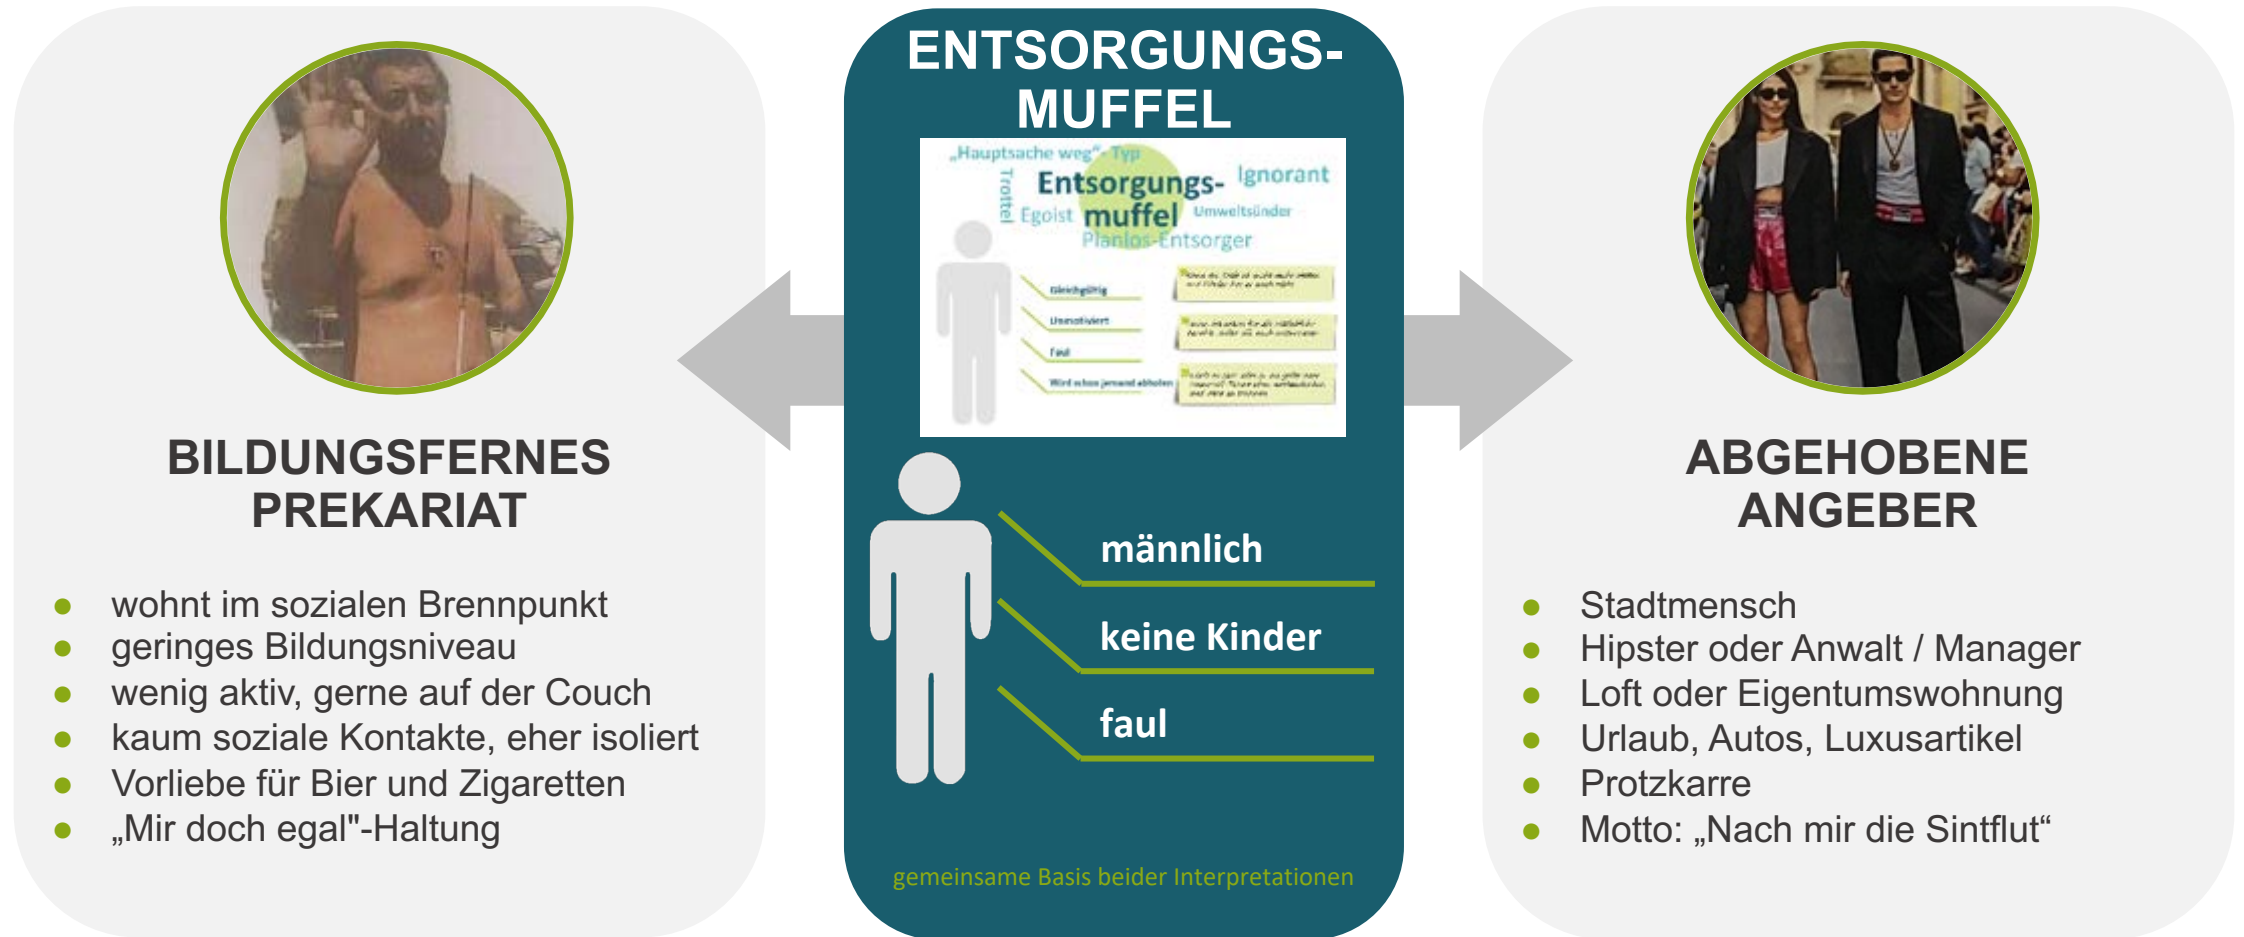 BILDUNGSFERNES
PREKARIAT
wohnt im sozialen Brennpunkt
geringes Bildungsniveau
wenig aktiv, gerne auf der Couch
kaum soziale Kontakte, eher isoliert
Vorliebe für Bier und Zigaretten
„Mir doch egal"-Haltung
ENTSORGUNGS-
MUFFEL
„Hauptsache weg“- Typ
Trottel
Entsorgungs-
Ignorant
Egoist
muffel
Umweltsünder
Planlos-Entsorger
Gleichgültig
Unmotiviert
Faul
Wird schon jemand abholen
männlich
keine Kinder
faul
gemeinsame Basis beider Interpretationen
ABGEHOBENE
ANGEBER
Stadtmensch
Hipster oder Anwalt / Manager
Loft oder Eigentumswohnung
Urlaub, Autos, Luxusartikel
Protzkarre
Motto: „Nach mir die Sintflut“